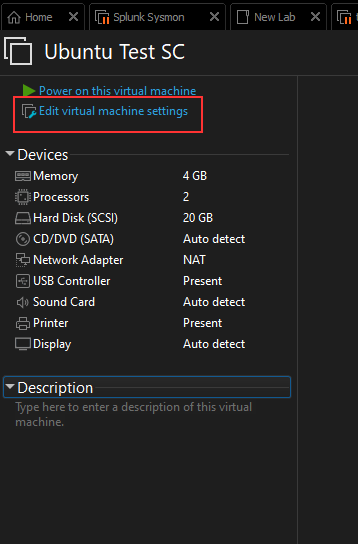 Home Splunk Sysmon New Lab
Ubuntu Test SC
Power on this virtual machine
Edit virtual machine settings
Devices
Memory 4 GB
Processors 2
Hard Disk (SCSI) 20 GB
CD/DVD (SATA) Auto detect
Network Adapter NAT
USB Controller Present
Sound Card Auto detect
Printer Present
Display Auto detect
Description
Type here to enter a description of this virtual
machine.